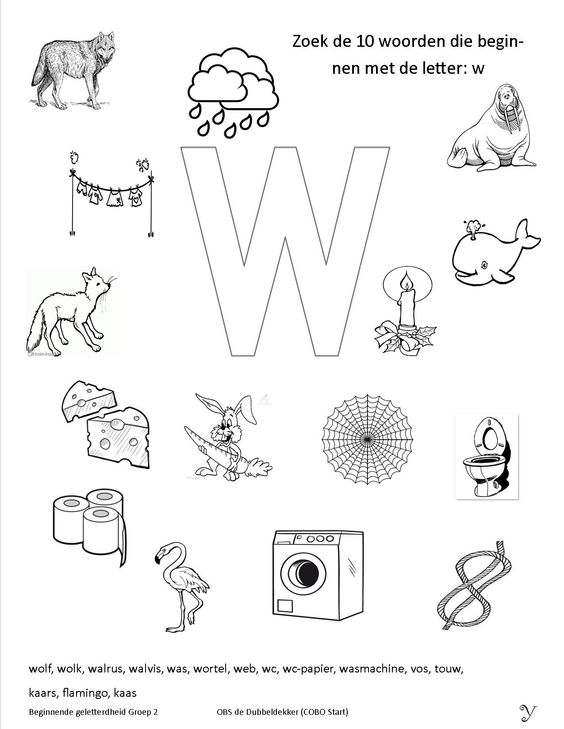 Zoek de 10 woorden die begin-
nen met de letter: w
W
wolf, wolk, walrus, walvis, was, wortel, web, wc, wc-papier, wasmachine, vos, touw,
kaars, flamingo, kaas
Beginnende geletterdheid Groep 2 OBS de Dubbeldekker (COBO Start)